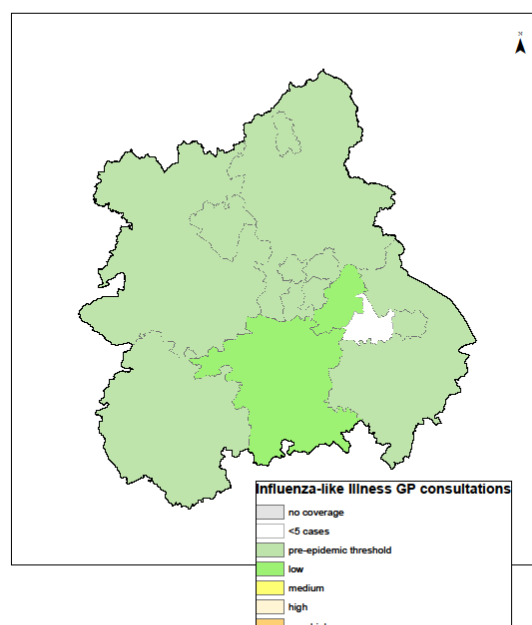 N
Influenza-like Illness GP consultations
no coverage
<5 cases
pre-epidemic threshold
low
medium
high